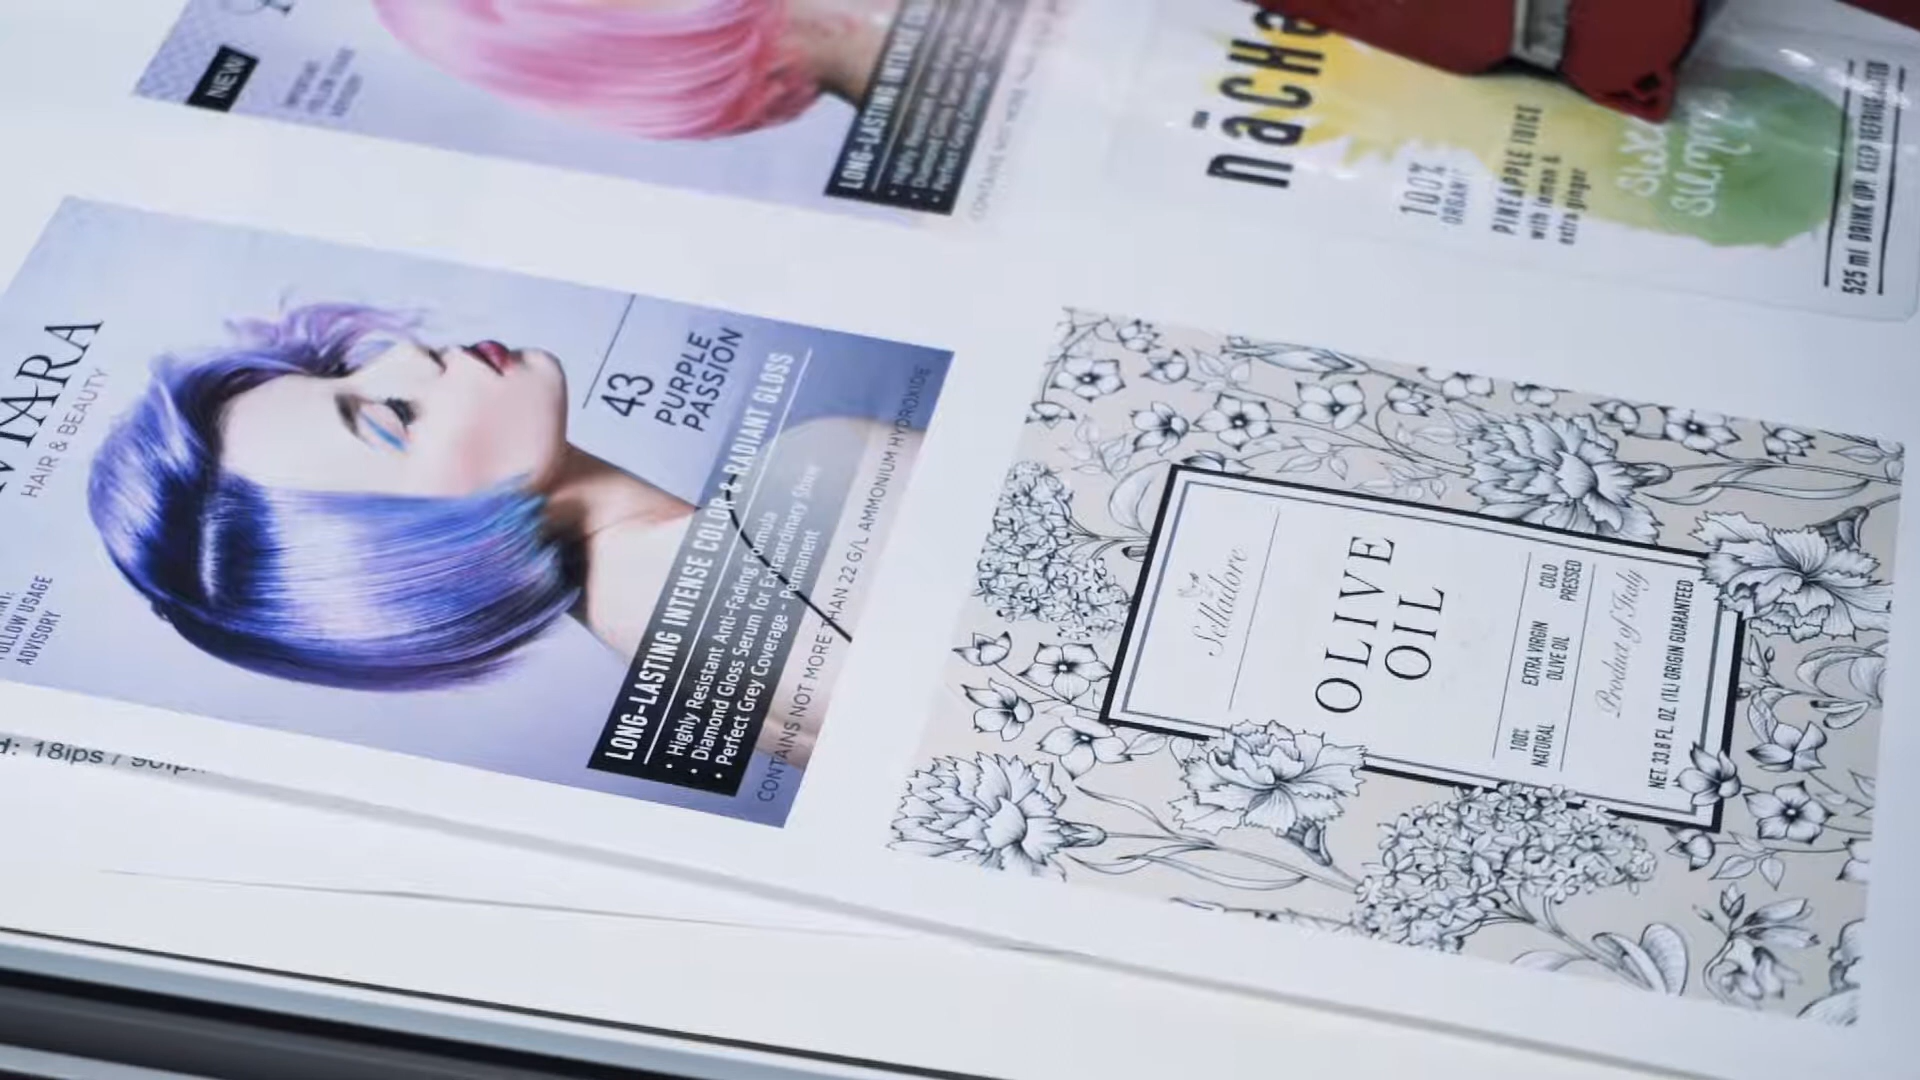 NEW
LONG-LASTING INTENSE
nacha
100%
ORGANIC
PINEAPPLE JUICE
with lemon &
extra ginger
525 ml DRINK UP! KEEP REFRIGERATED
HAIR & BEAUTY
FOLLOW USAGE
ADVISORY
43
PURPLE
PASSION
LONG-LASTING INTENSE COLOR & RADIANT GLOSS
• Highly Resistant Anti-Fading Formula
• Diamond Gloss Serum for Extraordinary Shine
• Perfect Grey Coverage - Permanent
CONTAINS NOT MORE THAN 22 G/L AMMONIUM HYDROXIDE
18ips /
Selladore
OLIVE
OIL
100%
NATURAL
EXTRA VIRGIN
OLIVE OIL
COLD
PRESSED
Product of Italy
NET 33.8 FL OZ (1L) ORIGIN GUARANTEED